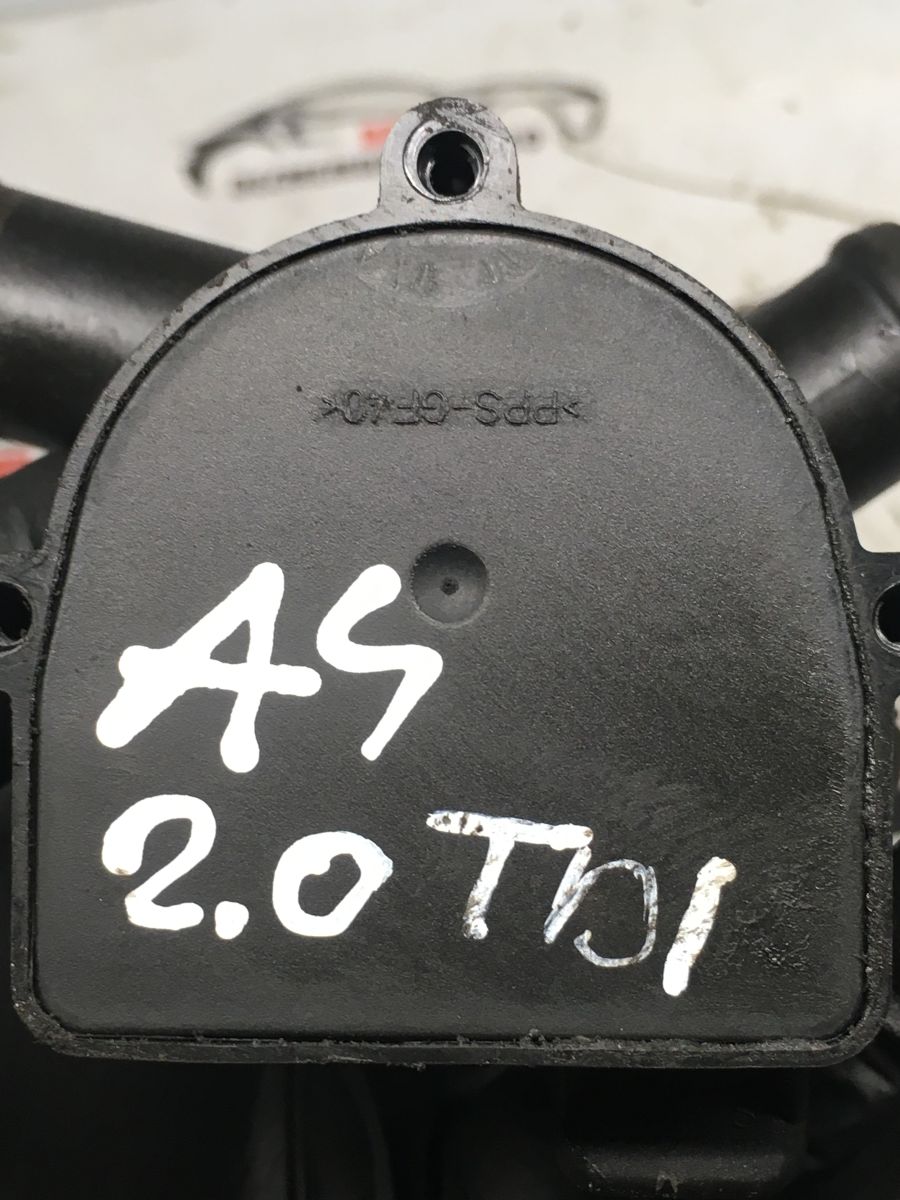 >PPS-GF40<
A5
2.0 TDI